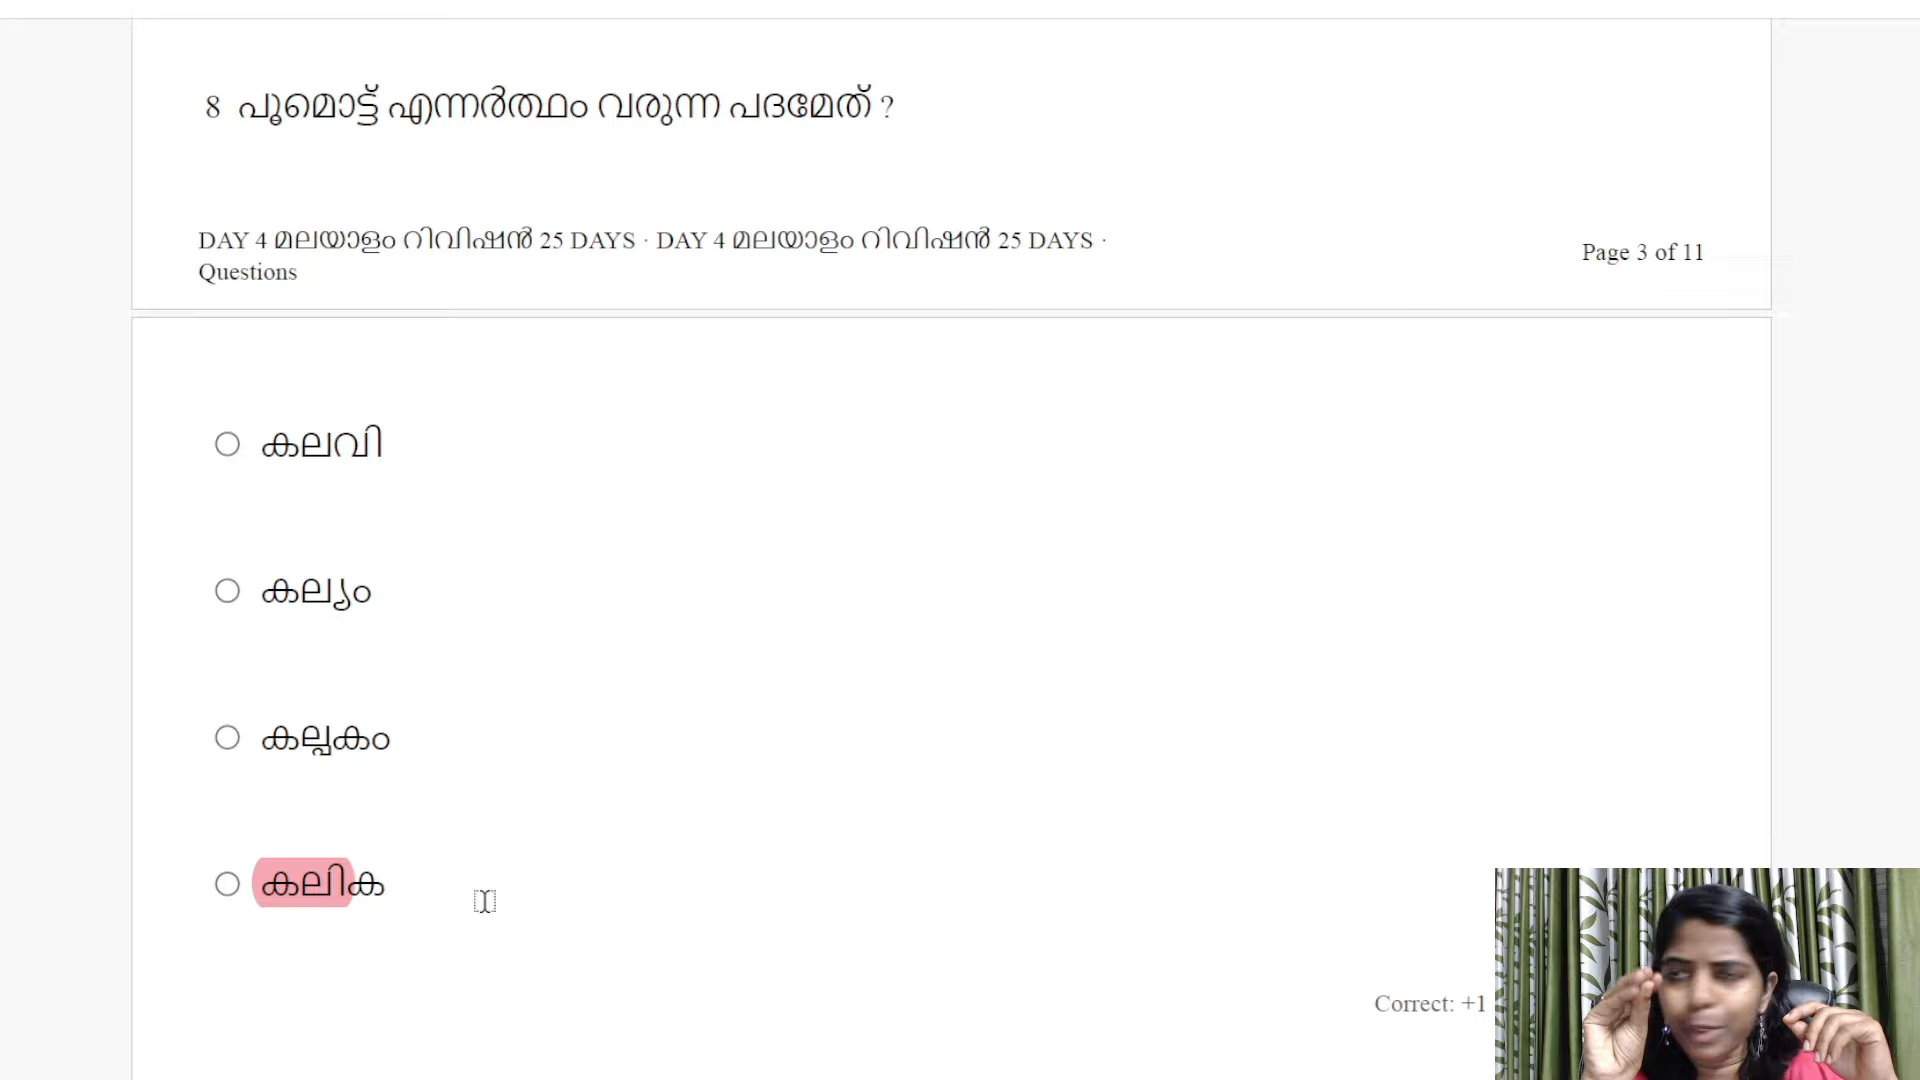 8 പൂമൊട്ട് എന്നർത്ഥം വരുന്ന പദമേത് ?
DAY 4 മലയാളം റിവിഷൻ 25 DAYS · DAY 4 മലയാളം റിവിഷൻ 25 DAYS ·
Questions
Page 3 of 11
കലവി
കല്യം
കല്പകം
കലിക
Correct: +1